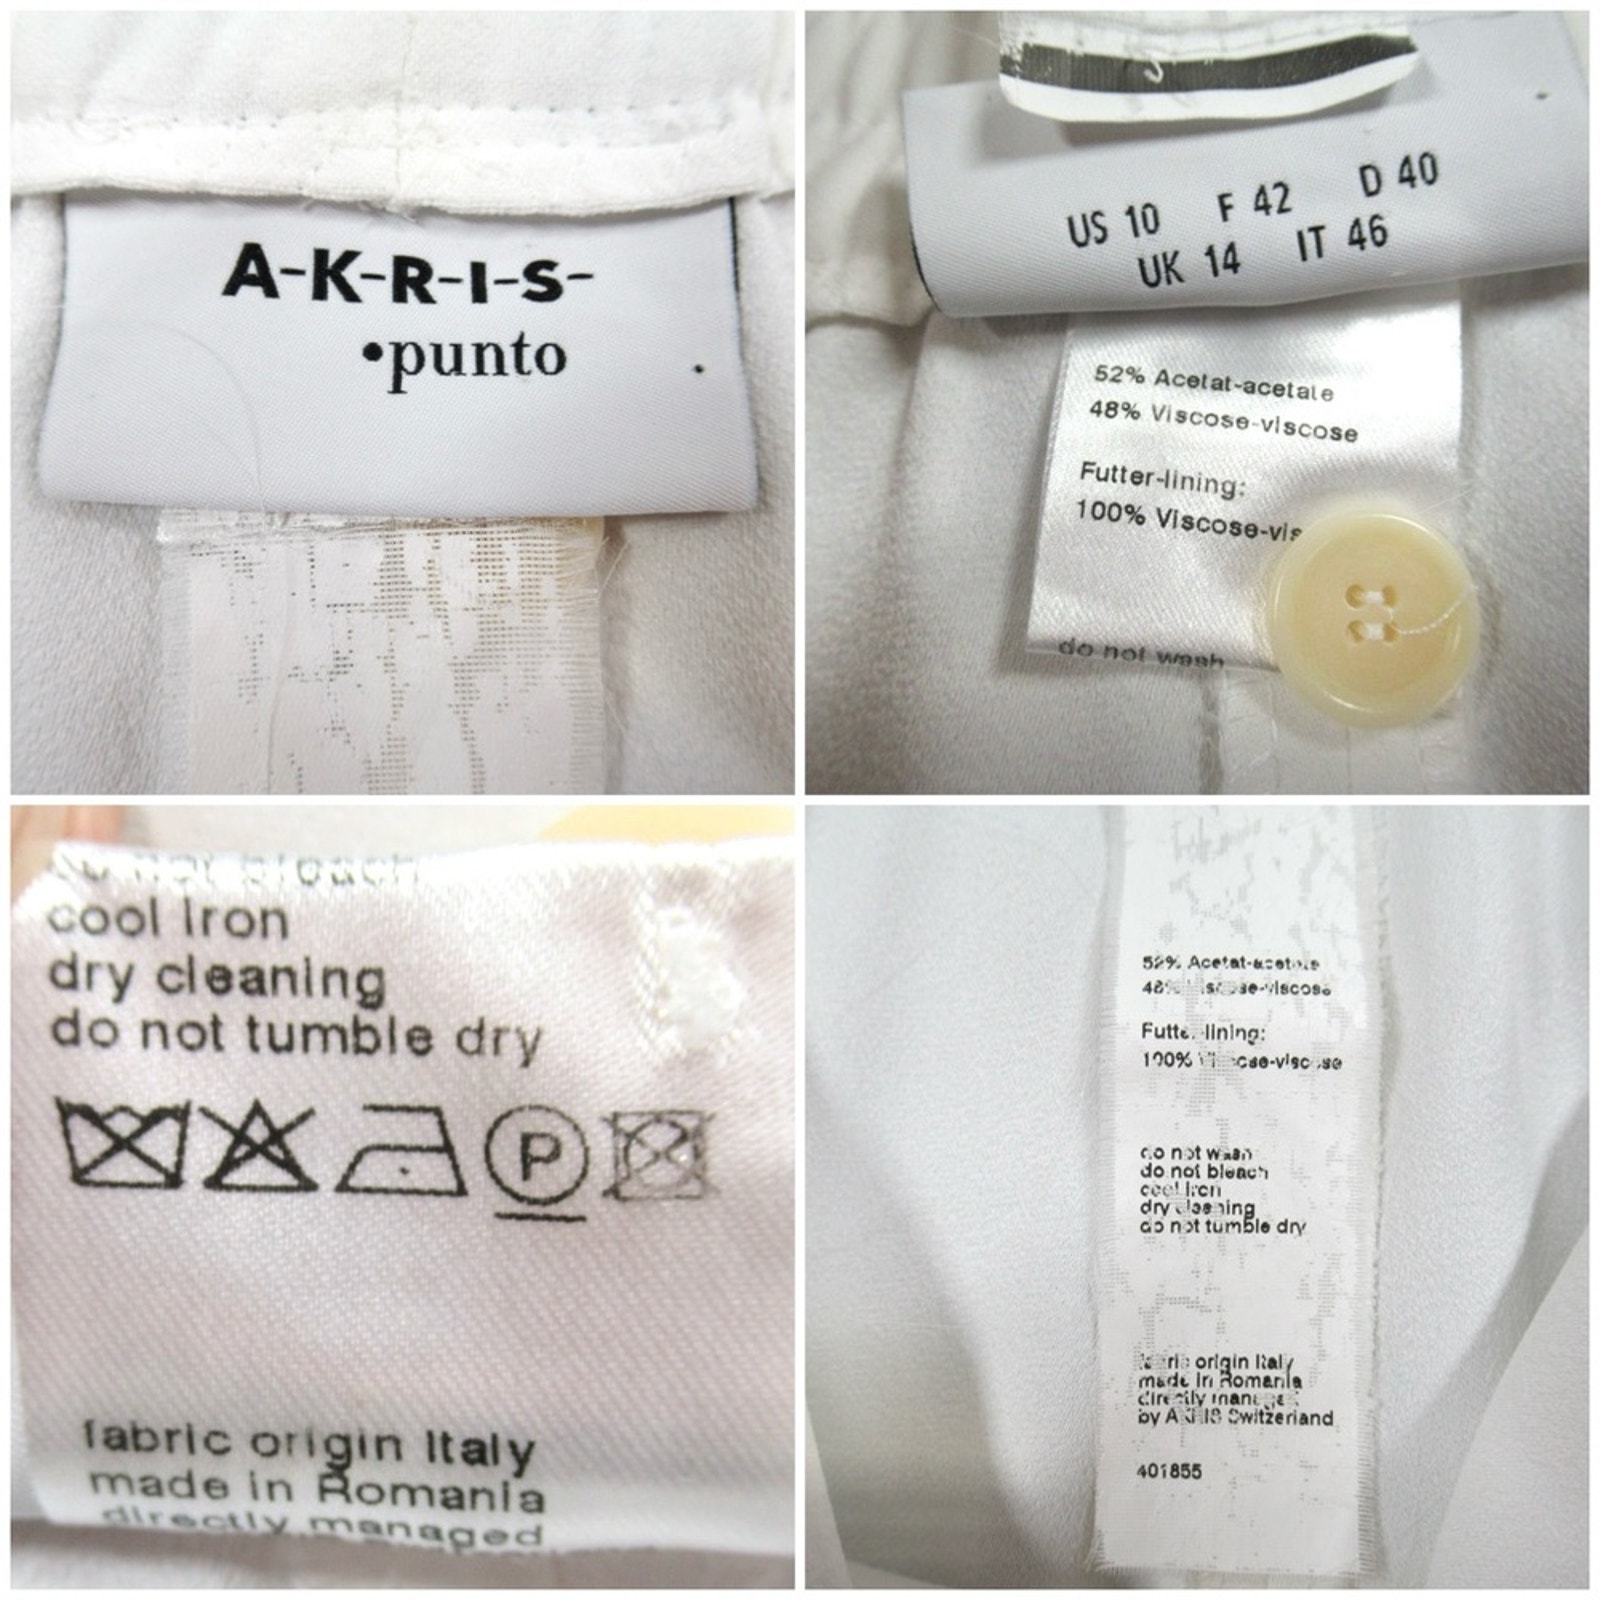 A-K-R-I-S-
•punto
US 10 F 42 D 40
UK 14 IT 46
52% Acetat-acetate
48% Viscose-viscose
Futter-lining:
100% Viscose-vis
do not wash
do not bleach
cool iron
dry cleaning
do not tumble dry
P
fabric origin Italy
made in Romania
directly managed
52% Acetat-acetate
48% Viscose-viscose
Futter-lining:
100% Viscose-viscose
do not wash
do not bleach
cool iron
dry cleaning
do not tumble dry
fabric origin Italy
made in Romania
directly managed
by AKRIS Switzerland
401855